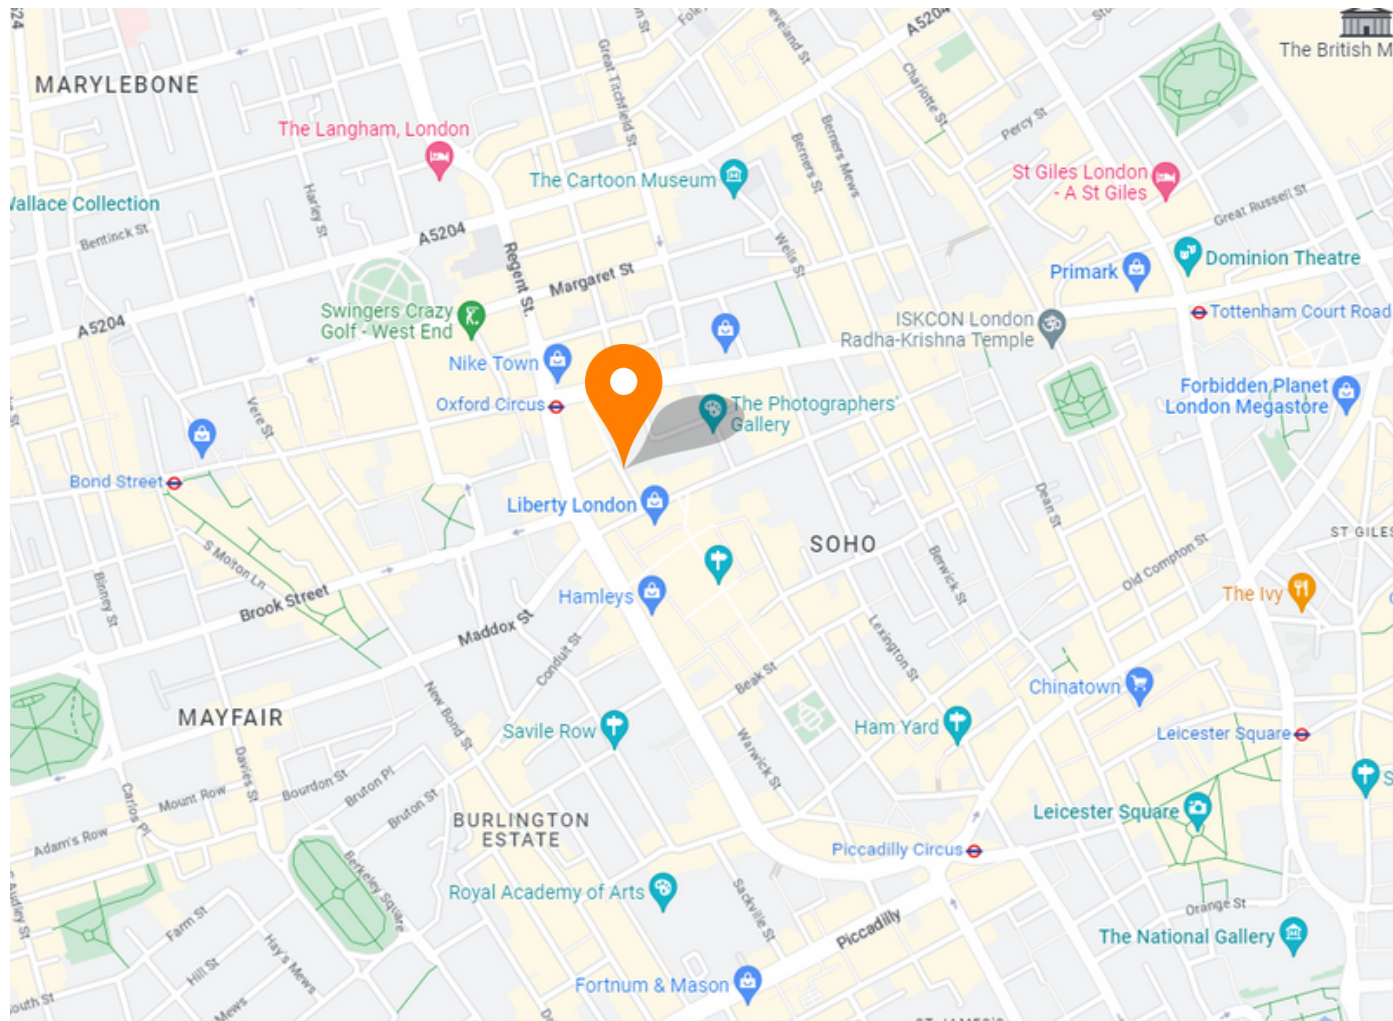 A5204
The British M
MARYLEBONE
Great Titchfield St
Charlotte St
Percy St
Berners Mews
Berners St
The Langham, London
The Cartoon Museum
St Giles London
- A St Giles
Wallace Collection
Harley St
Great Russell St
Bentinck St
A5204
Wells St
Regent St.
Dominion Theatre
Margaret St
Primark
Swingers Crazy
Golf - West End
A5204
ISKCON London
Radha-Krishna Temple
Tottenham Court Road
Nike Town
Forbidden Planet
London Megastore
Oxford Circus
The Photographers'
Gallery
Vere St
Bond Street
Liberty London
Dean St
SOHO
ST GILES
S Molton Ln
Berwick St
Old Compton St
Binney St
Brook Street
Hamleys
The Ivy
Maddox St
Lexington St
Conduit St
Beak St
Chinatown
New Bond St
MAYFAIR
Savile Row
Ham Yard
Leicester Square
Warwick St
Davies St
Bourdon St
Bruton Pl
Mount Row
Carlos Pl
Bruton St
Leicester Square
S
BURLINGTON
ESTATE
Adam's Row
Piccadilly Circus
Berkeley Square
Royal Academy of Arts
Sackville St
Orange St
Audley St
Farm St
Piccadilly
The National Gallery
Hay's Mews
Hill St
Fortnum & Mason
outh St
Mews